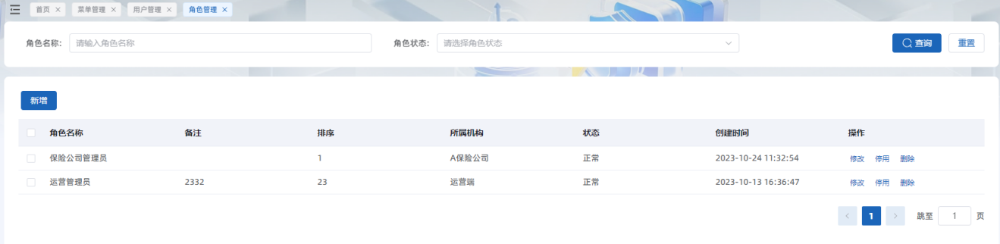 首页 × 菜单管理 × 用户管理 × 角色管理 ×
角色名称: 请输入角色名称 角色状态: 请选择角色状态 查询 重置
新增
角色名称 备注 排序 所属机构 状态 创建时间 操作
保险公司管理员 1 A保险公司 正常 2023-10-24 11:32:54 修改 停用 删除
运营管理员 2332 23 运营端 正常 2023-10-13 16:36:47 修改 停用 删除
< 1 > 跳至 1 页